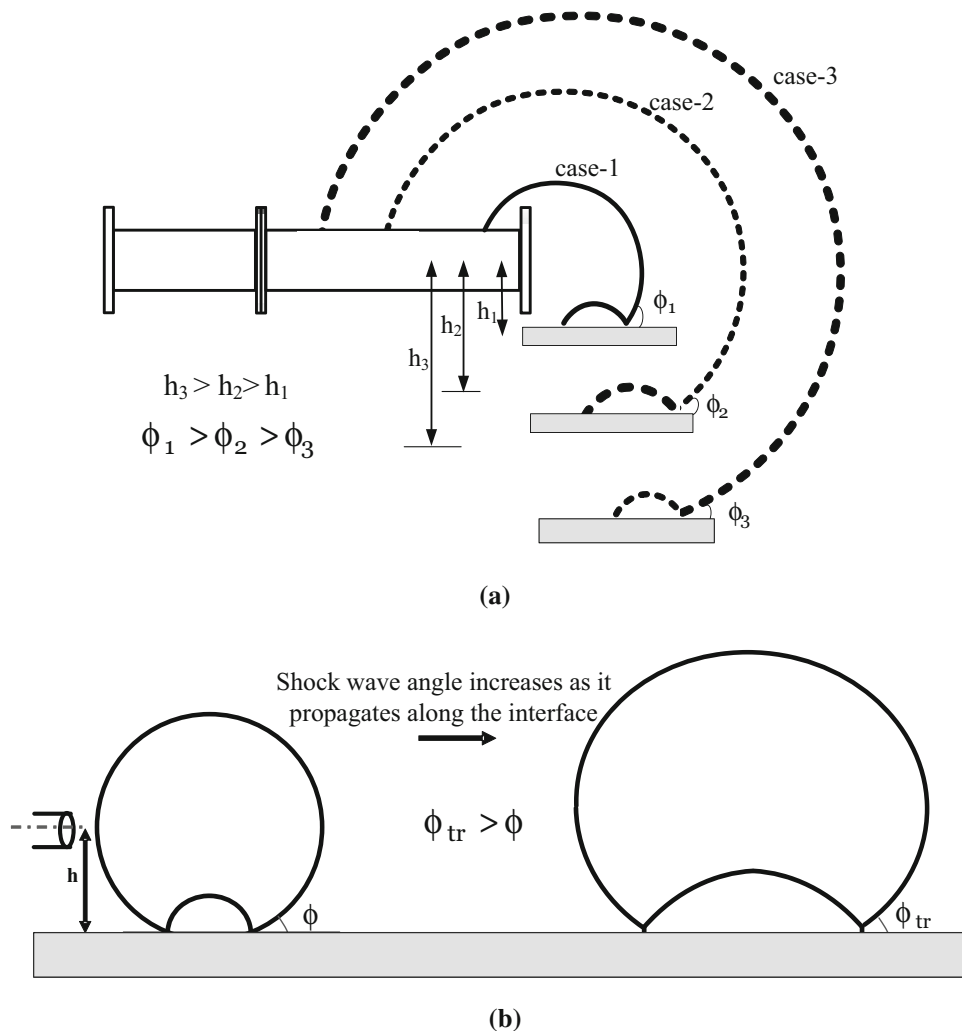 case-3
case-2
case-1
ϕ1
h1
h2
h3
ϕ2
h3 > h2> h1
ϕ1 >ϕ2 >ϕ3
ϕ3
(a)
Shock wave angle increases as it
propagates along the interface
ϕtr >ϕ
h
ϕ
ϕtr
(b)